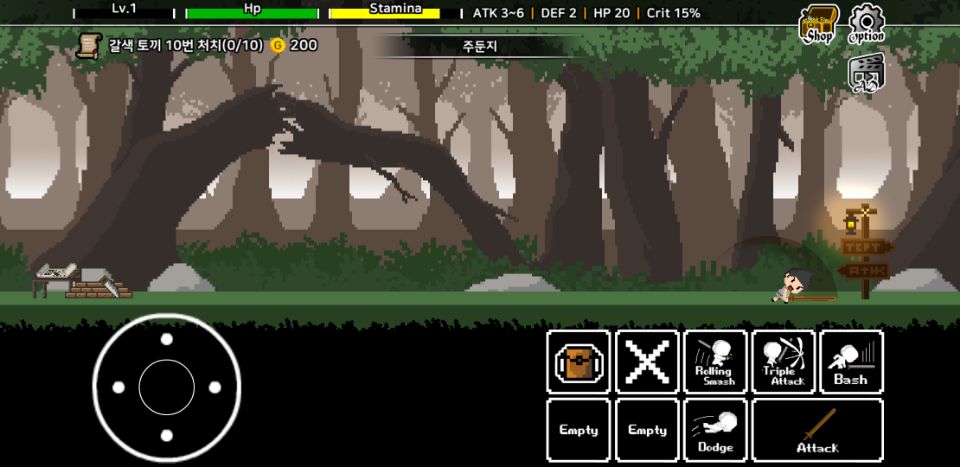 Lv.1
Hp
Stamina
ATK 3~6 | DEF 2 | HP 20 | Crit 15%
Shop
Option
갈색 토끼 10번 처치(0/10) G 200
주둔지
AD
Rolling Smash
Triple Attack
Bash
Empty
Empty
Dodge
Attack